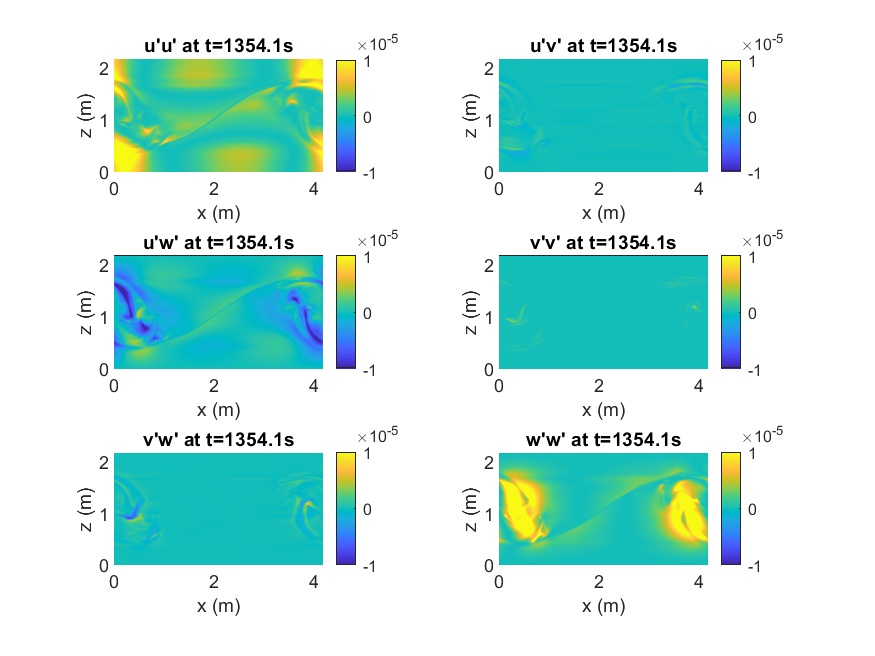 u'u' at t=1354.1s
×10-5
2
1
0
z (m)
0 2 4
x (m)
1
0
-1
u'v' at t=1354.1s
×10-5
2
1
0
z (m)
0 2 4
x (m)
1
0
-1
u'w' at t=1354.1s
×10-5
2
1
0
z (m)
0 2 4
x (m)
1
0
-1
v'v' at t=1354.1s
×10-5
2
1
0
z (m)
0 2 4
x (m)
1
0
-1
v'w' at t=1354.1s
×10-5
2
1
0
z (m)
0 2 4
x (m)
1
0
-1
w'w' at t=1354.1s
×10-5
2
1
0
z (m)
0 2 4
x (m)
1
0
-1